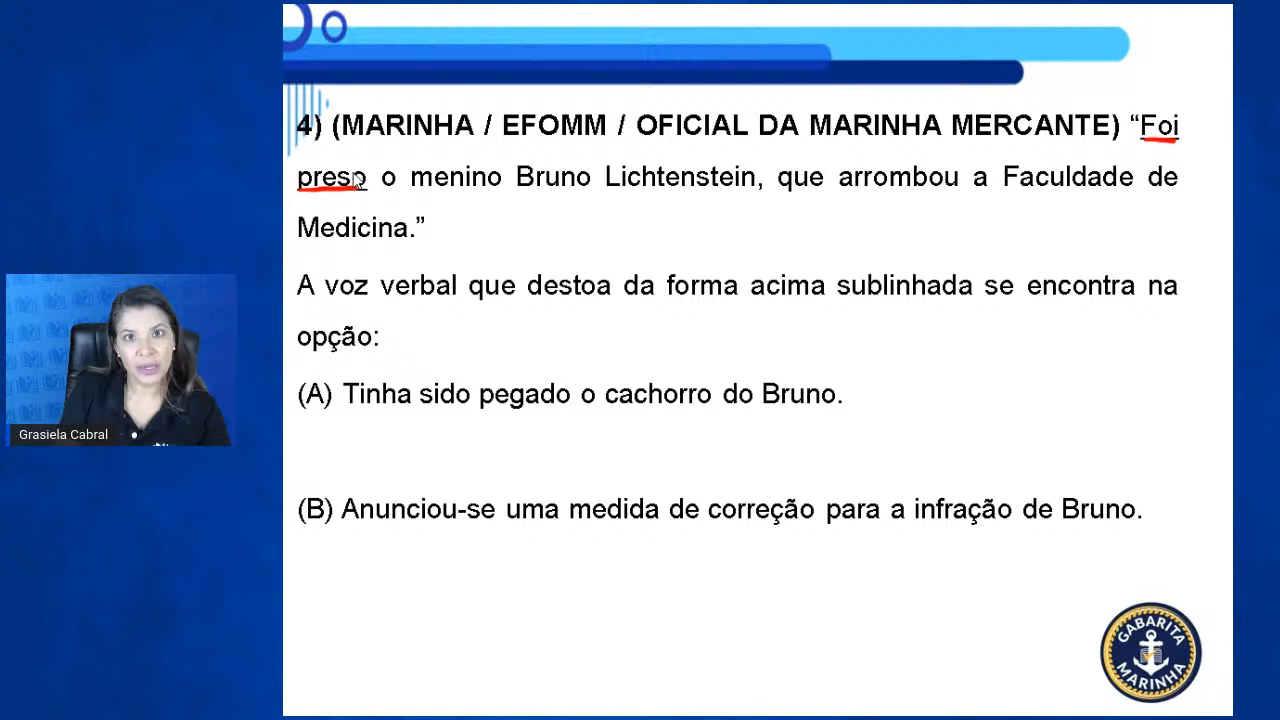 4) (MARINHA / EFOMM / OFICIAL DA MARINHA MERCANTE) “Foi
preso o menino Bruno Lichtenstein, que arrombou a Faculdade de
Medicina.”
A voz verbal que destoa da forma acima sublinhada se encontra na
opção:
(A) Tinha sido pegado o cachorro do Bruno.
Grasiela Cabral
(B) Anunciou-se uma medida de correção para a infração de Bruno.
GABARITA
MARINHA